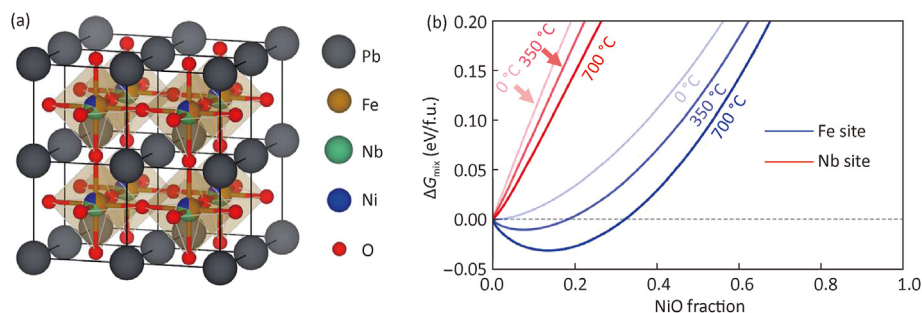 (a)
Pb
Fe
Nb
Ni
O
(b)
0.20
0.15
0.10
0.05
0.00
−0.05
ΔGmix (eV/f.u.)
0 °C
350 °C
700 °C
0 °C
350 °C
700 °C
Fe site
Nb site
0.0 0.2 0.4 0.6 0.8 1.0
NiO fraction